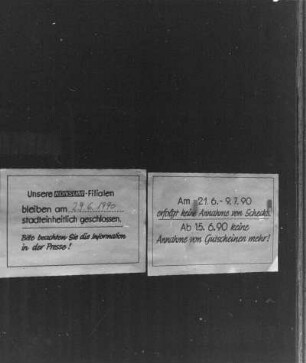 Unsere KONSUM-Filialen
bleiben am 29.6.1990
stadteinheitlich geschlossen.
Bitte beachten Sie die Information
in der Presse!
Am 21.6.-9.7.90
erfolgt keine Annahme von Schecks.
Ab 15.6.90 keine
Annahme von Gutscheinen mehr!